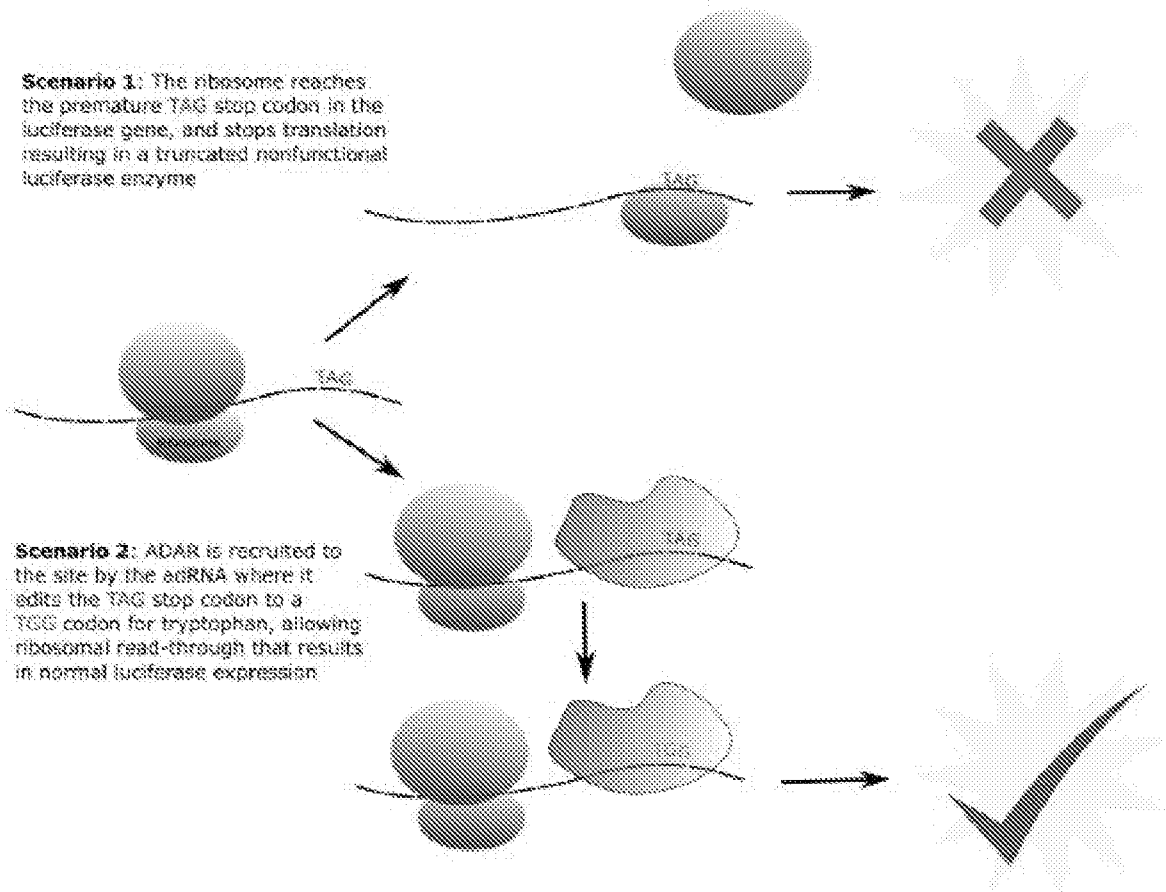 Scenario 1: The ribosome reaches
the premature TAG stop codon in the
luciferase gene, and stops translation
resulting in a truncated nonfunctional
luciferase enzyme
TAG
TAG
Scenario 2: ADAR is recruited to
the site by the adRNA where it
edits the TAG stop codon to a
TGG codon for tryptophan, allowing
ribosomal read-through that results
in normal luciferase expression
TAG
TGG